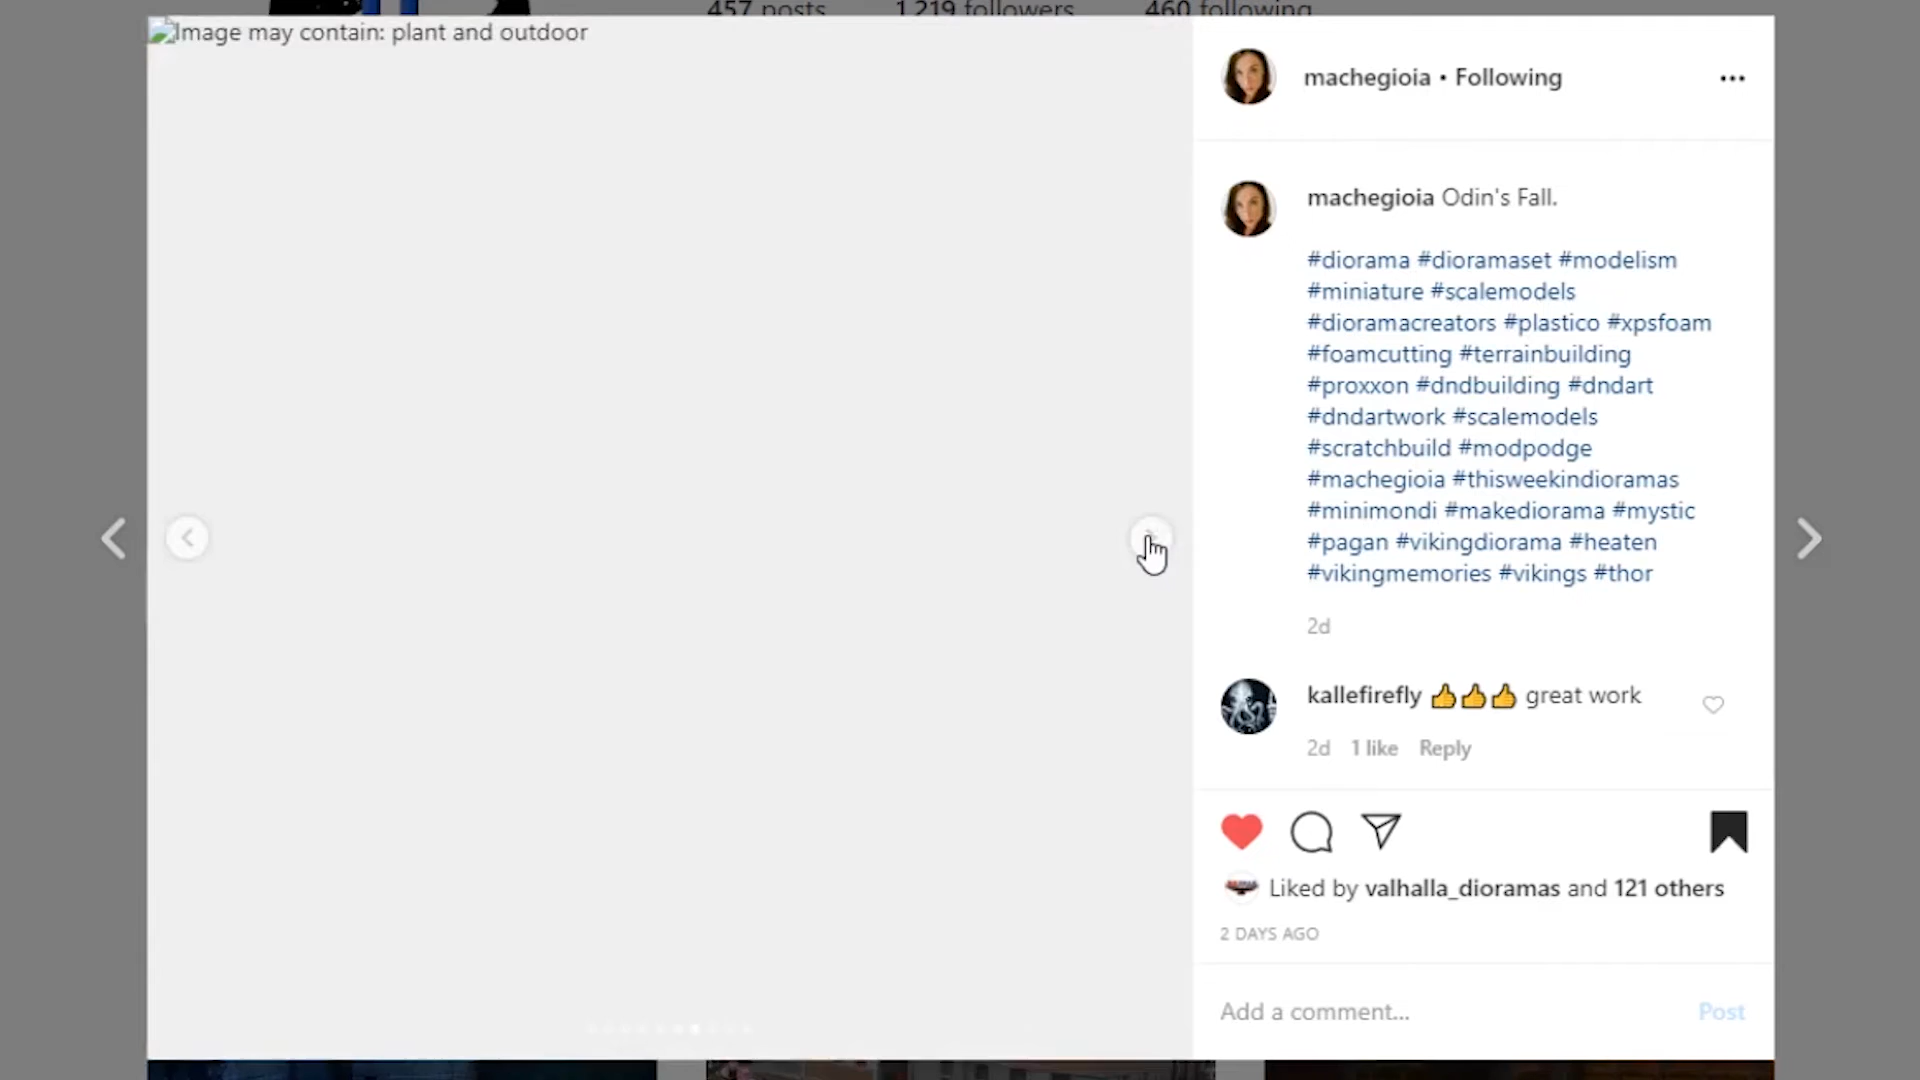 457 posts 1,219 followers 460 following
Image may contain: plant and outdoor
machegioia • Following
machegioia Odin's Fall.
#diorama #dioramaset #modelism
#miniature #scalemodels
#dioramacreators #plastico #xpsfoam
#foamcutting #terrainbuilding
#proxxon #dndbuilding #dndart
#dndartwork #scalemodels
#scratchbuild #modpodge
#machegioia #thisweekindioramas
#minimondi #makediorama #mystic
#pagan #vikingdiorama #heaten
#vikingmemories #vikings #thor
2d
kallefirefly 👍👍👍 great work
2d 1 like Reply
Liked by valhalla_dioramas and 121 others
2 DAYS AGO
Add a comment... Post